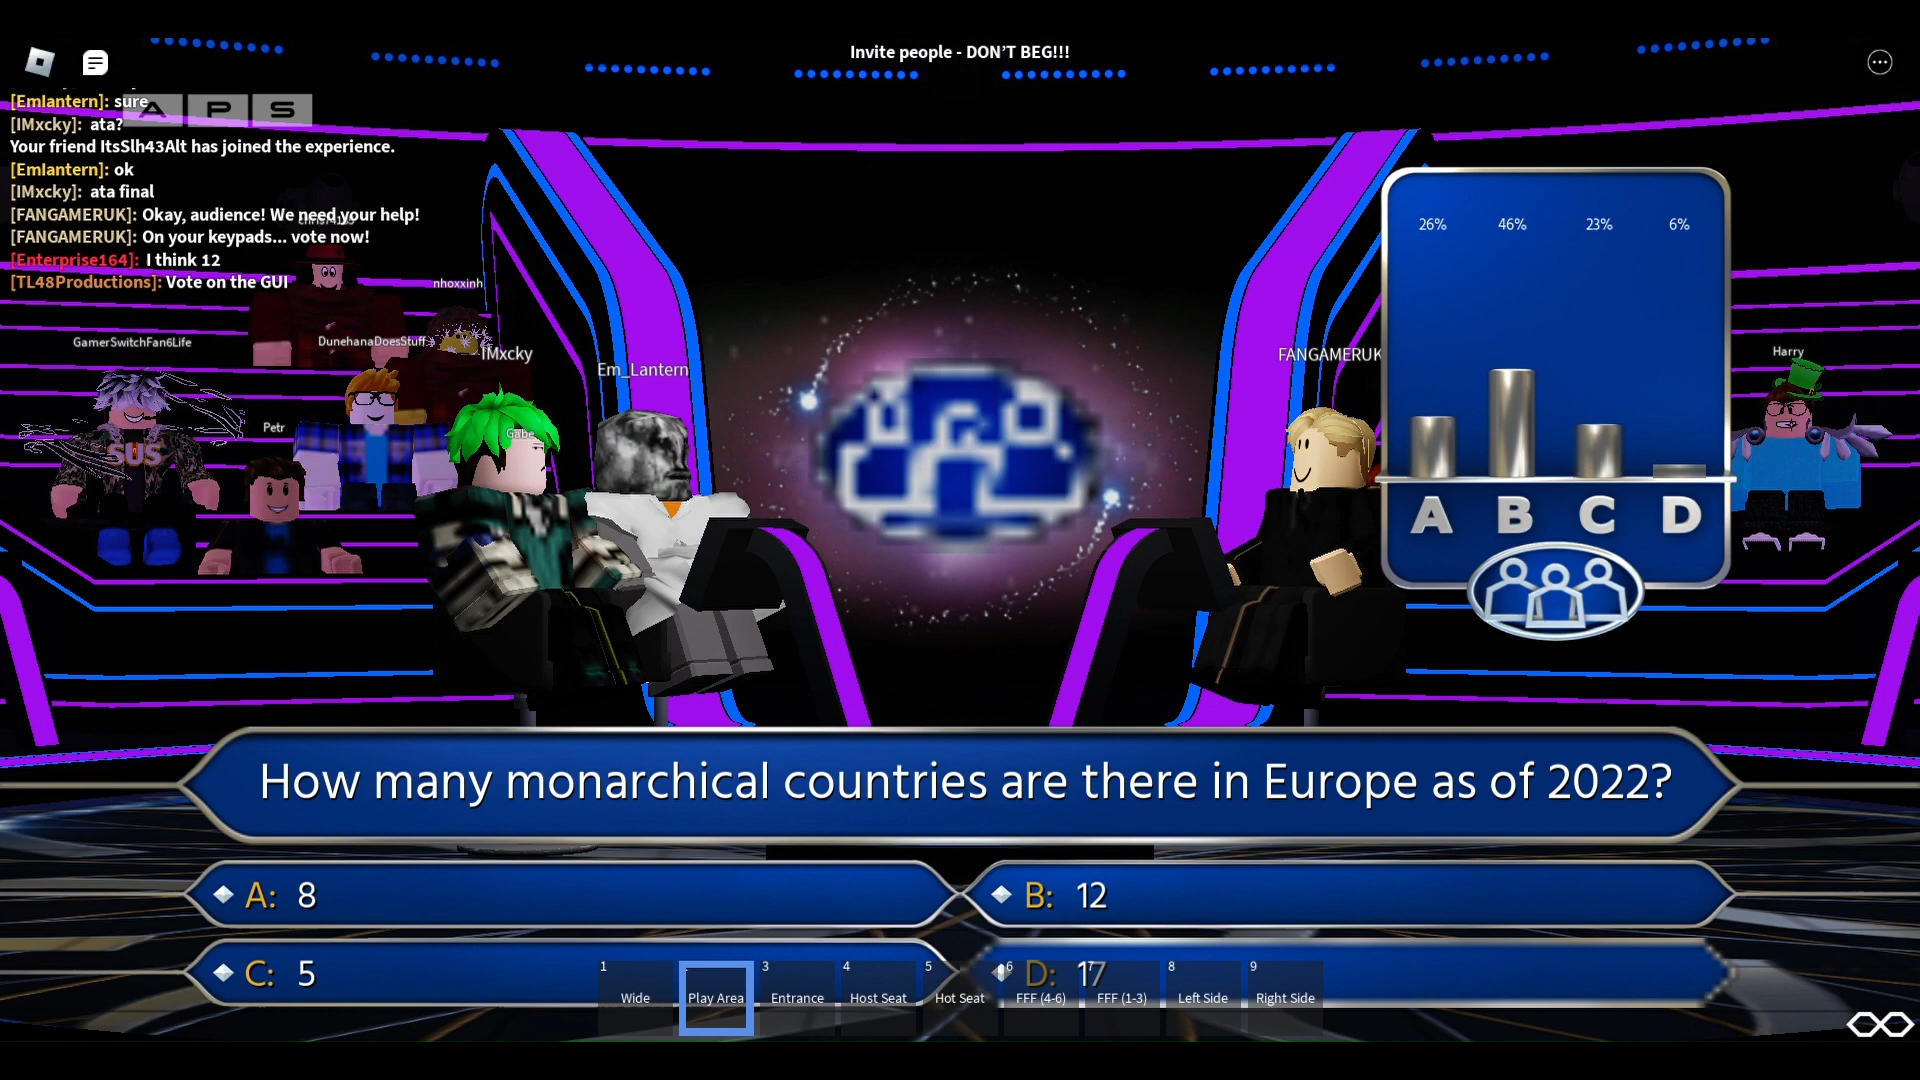 Invite people - DON'T BEG!!!
[Emlantern]: sure
A P S
[IMxcky]: ata?
Your friend ItsSlh43Alt has joined the experience.
[Emlantern]: ok
[IMxcky]: ata final
[FANGAMERUK]: Okay, audience! We need your help!
[FANGAMERUK]: On your keypads... vote now!
[Enterprise164]: I think 12
[TL48Productions]: Vote on the GUI
nhoxxinh
GamerSwitchFan6Life
DunehanaDoesStuff
IMxcky
Em_Lantern
FANGAMERUK
Harry
Petr
Gabe
SUS
26% 46% 23% 6%
A B C D
How many monarchical countries are there in Europe as of 2022?
A: 8
B: 12
C: 5
D: 17
1 3 4 5 6 7 8 9
Wide Play Area Entrance Host Seat Hot Seat FFF (4-6) FFF (1-3) Left Side Right Side